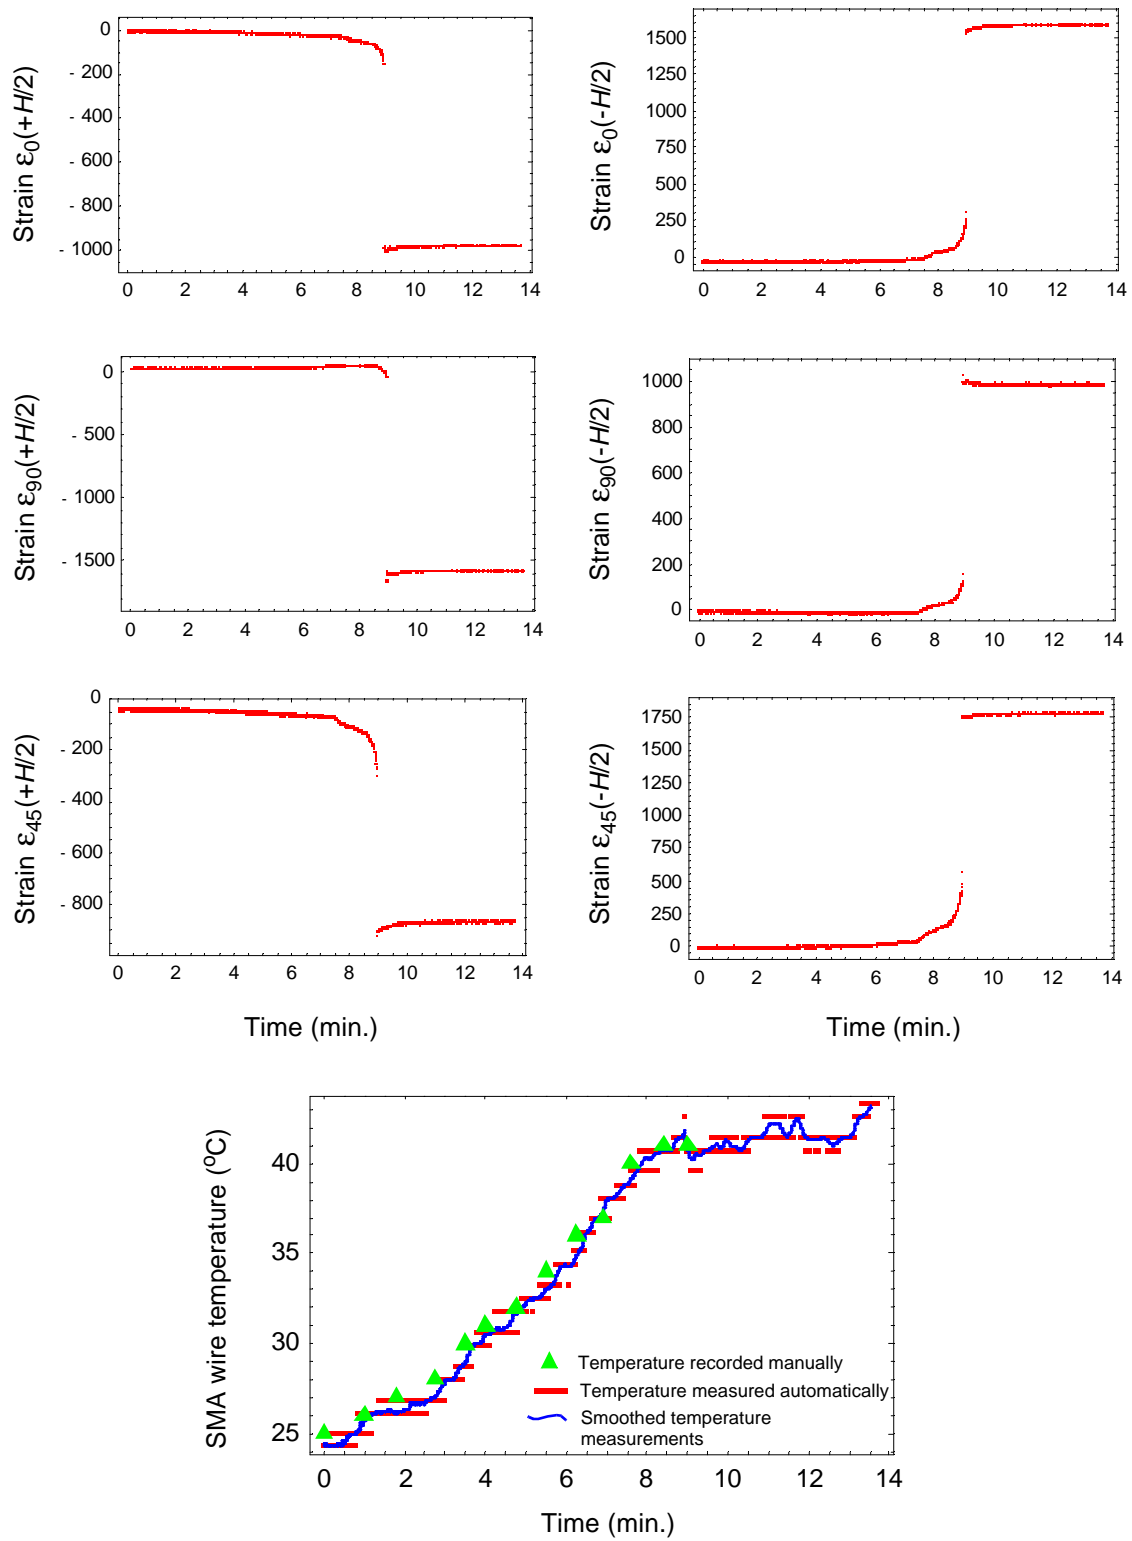 Strain ε0(+H/2)
0
- 200
- 400
- 600
- 800
- 1000
0 2 4 6 8 10 12 14
Strain ε0(-H/2)
1500
1250
1000
750
500
250
0
0 2 4 6 8 10 12 14
Strain ε90(+H/2)
0
- 500
- 1000
- 1500
0 2 4 6 8 10 12 14
Strain ε90(-H/2)
1000
800
600
400
200
0
0 2 4 6 8 10 12 14
Strain ε45(+H/2)
0
- 200
- 400
- 600
- 800
0 2 4 6 8 10 12 14
Time (min.)
Strain ε45(-H/2)
1750
1500
1250
1000
750
500
250
0
0 2 4 6 8 10 12 14
Time (min.)
SMA wire temperature (ºC)
40
35
30
25
Temperature recorded manually
Temperature measured automatically
Smoothed temperature
measurements
0 2 4 6 8 10 12 14
Time (min.)